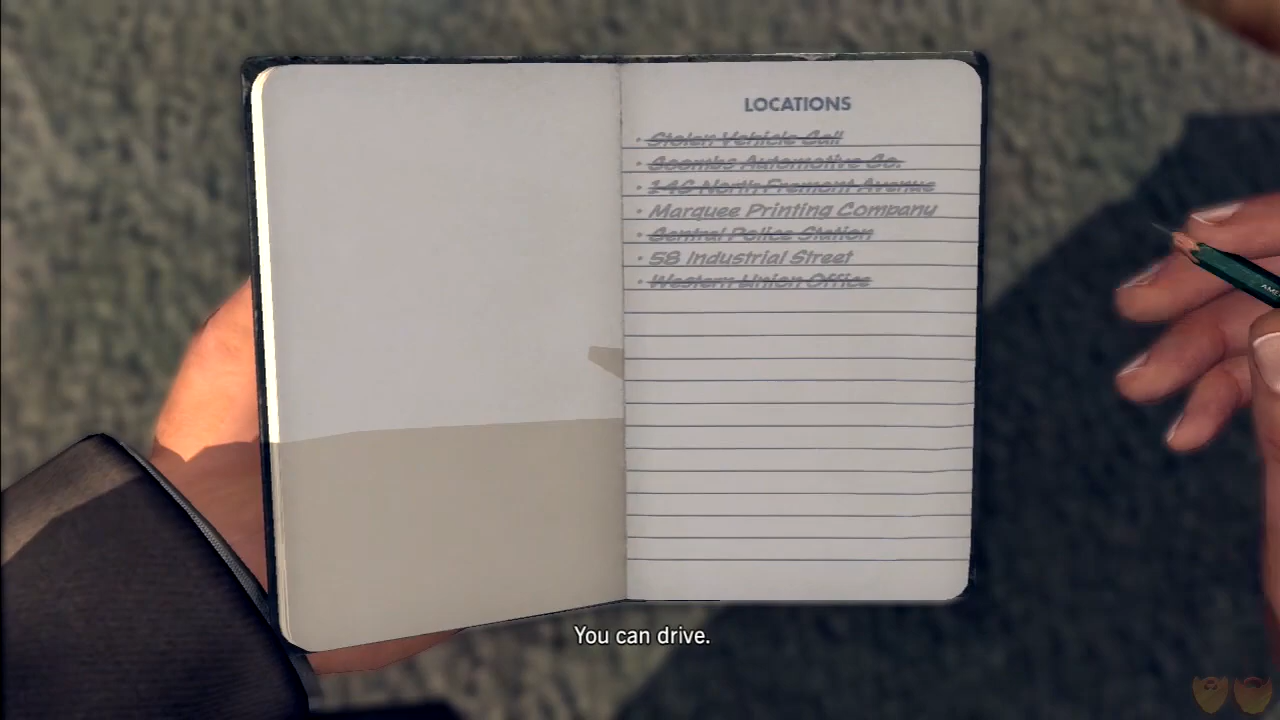 LOCATIONS
· Stolen Vehicle Call
· Coombs Automotive Co.
· 146 North Fremont Avenue
· Marquee Printing Company
· Central Police Station
· 58 Industrial Street
· Western Union Office
You can drive.